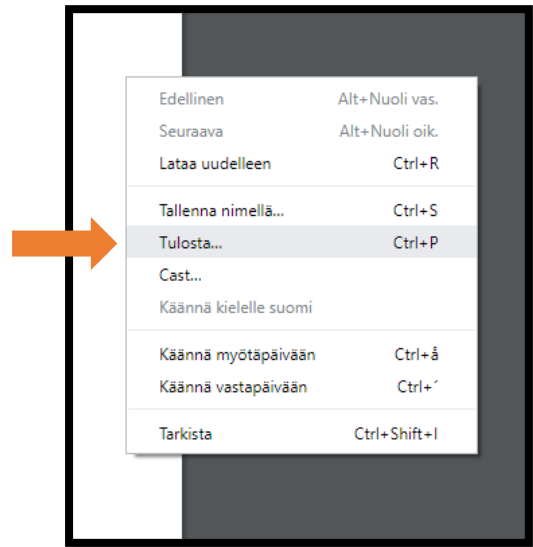 Edellinen Alt+Nuoli vas.
Seuraava Alt+Nuoli oik.
Lataa uudelleen Ctrl+R
Tallenna nimellä... Ctrl+S
Tulosta... Ctrl+P
Cast...
Käännä kielelle suomi
Käännä myötäpäivään Ctrl+å
Käännä vastapäivään Ctrl+´
Tarkista Ctrl+Shift+I